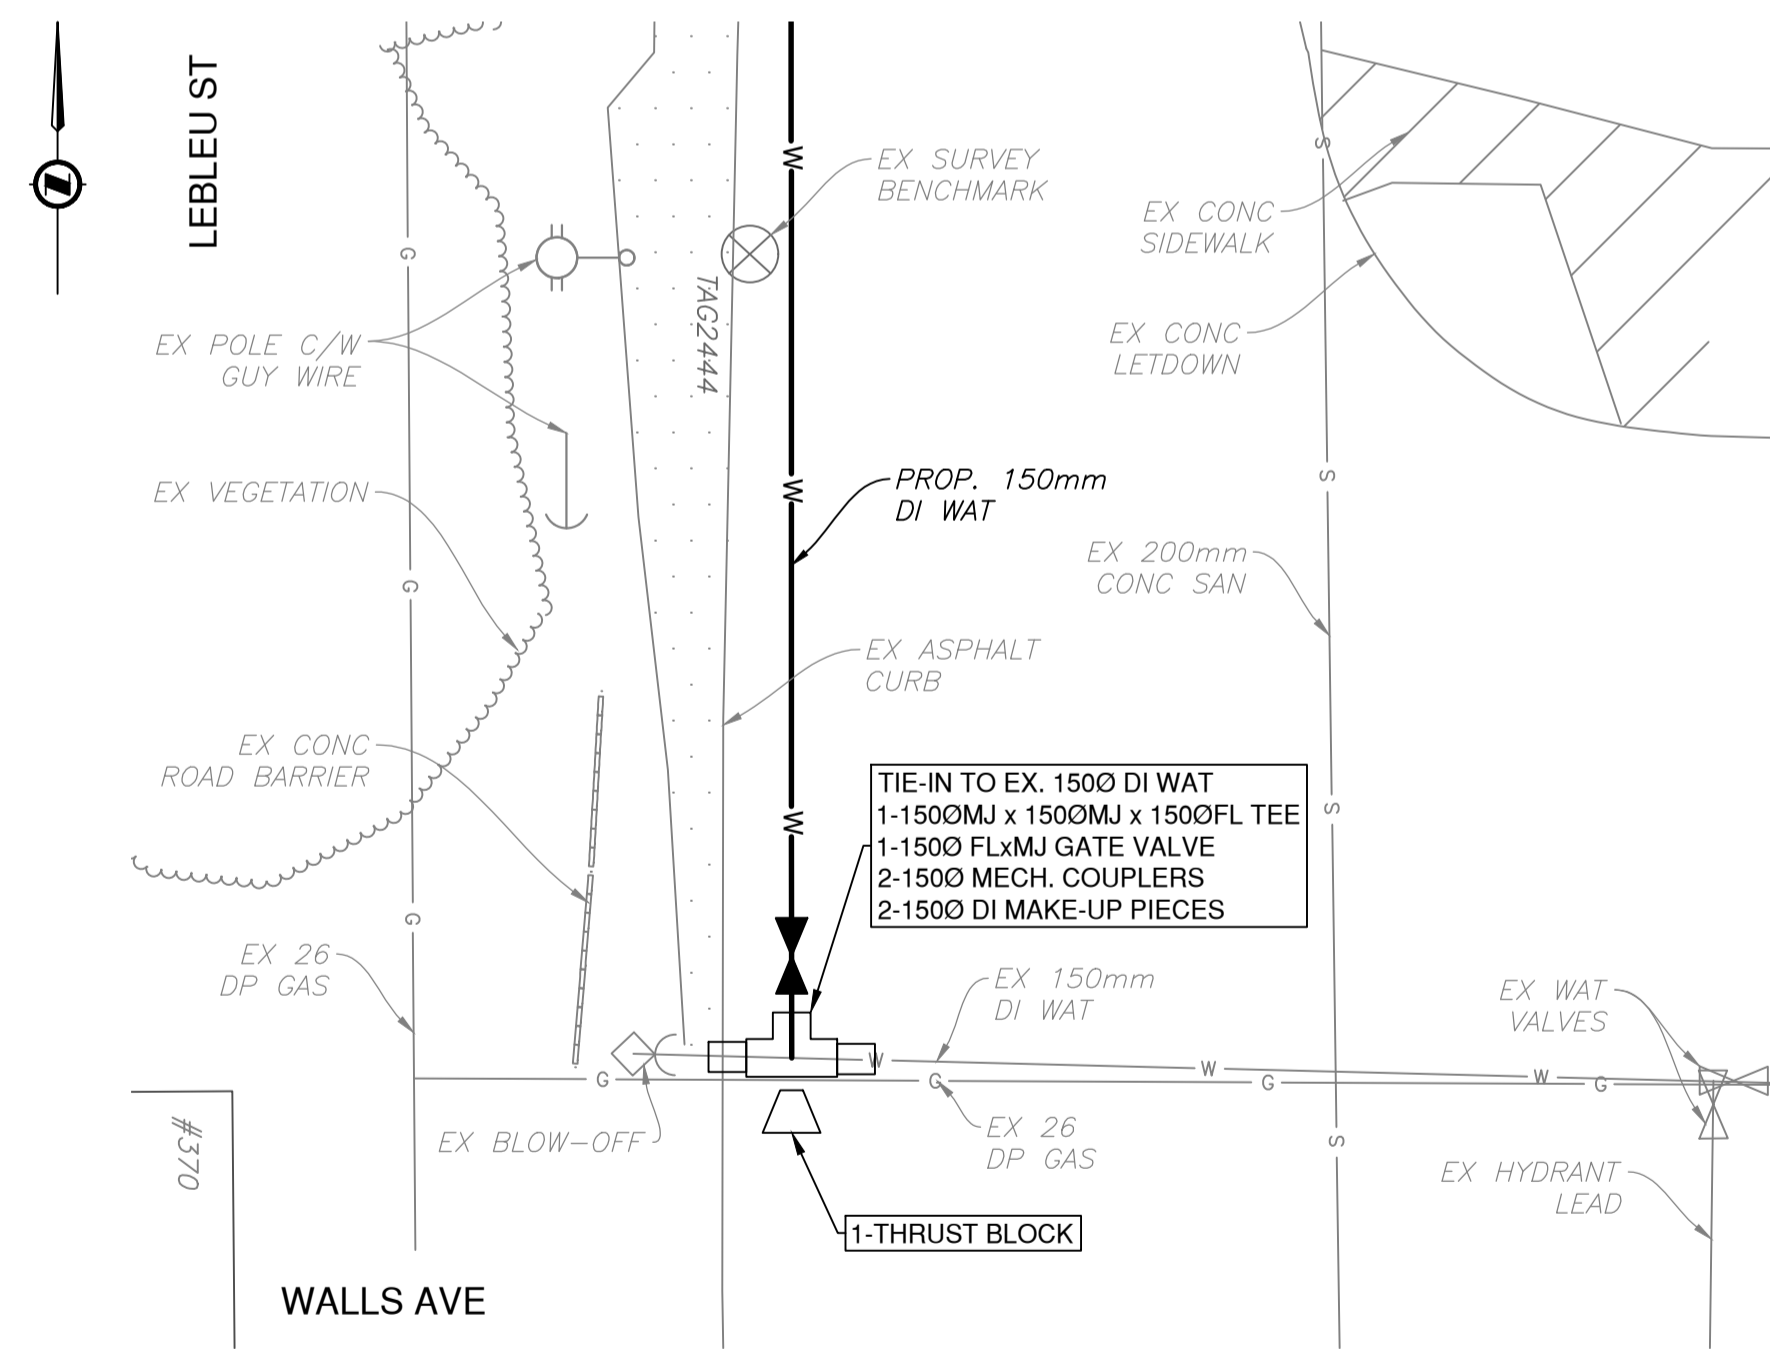 LEBLEU ST
EX SURVEY
BENCHMARK
EX CONC
SIDEWALK
EX CONC
LETDOWN
TAG2444
EX POLE C/W
GUY WIRE
EX VEGETATION
PROP. 150mm
DI WAT
EX 200mm
CONC SAN
EX ASPHALT
CURB
EX CONC
ROAD BARRIER
TIE-IN TO EX. 150Ø DI WAT
1-150ØMJ x 150ØMJ x 150ØFL TEE
1-150Ø FLxMJ GATE VALVE
2-150Ø MECH. COUPLERS
2-150Ø DI MAKE-UP PIECES
EX 26
DP GAS
EX 150mm
DI WAT
EX WAT
VALVES
EX BLOW-OFF
EX 26
DP GAS
EX HYDRANT
LEAD
#370
1-THRUST BLOCK
WALLS AVE
W
W
W
W
W
W
G
G
G
G
G
G
G
S
S
S
S
Z